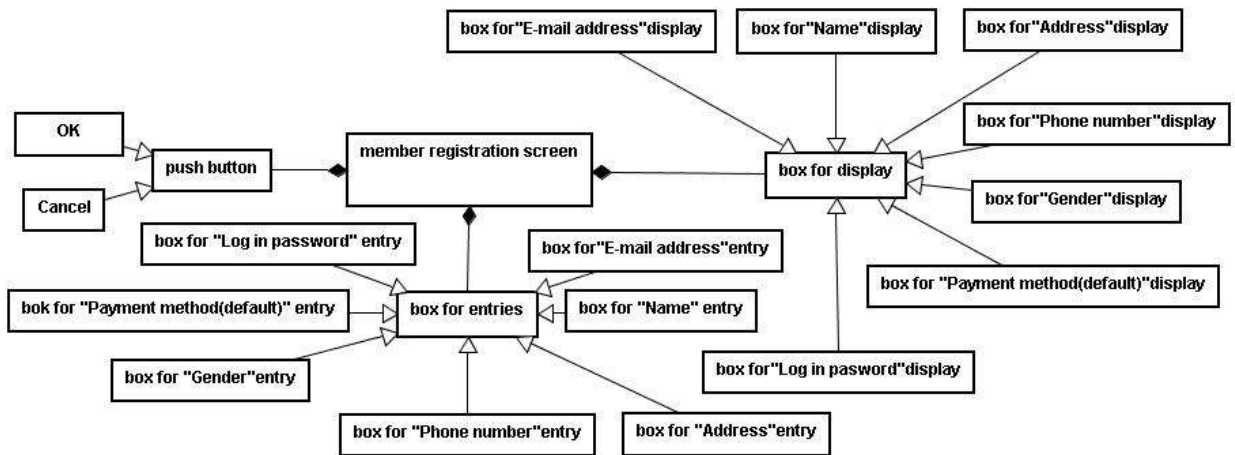 box for"E-mail address"display
box for"Name"display
box for"Address"display
OK
box for"Phone number"display
push button
member registration screen
box for display
Cancel
box for"Gender"display
box for "Log in password" entry
box for"E-mail address"entry
box for "Payment method(default)"display
bok for "Payment method(default)" entry
box for entries
box for "Name" entry
box for"Log in pasword"display
box for "Gender"entry
box for "Phone number"entry
box for "Address"entry